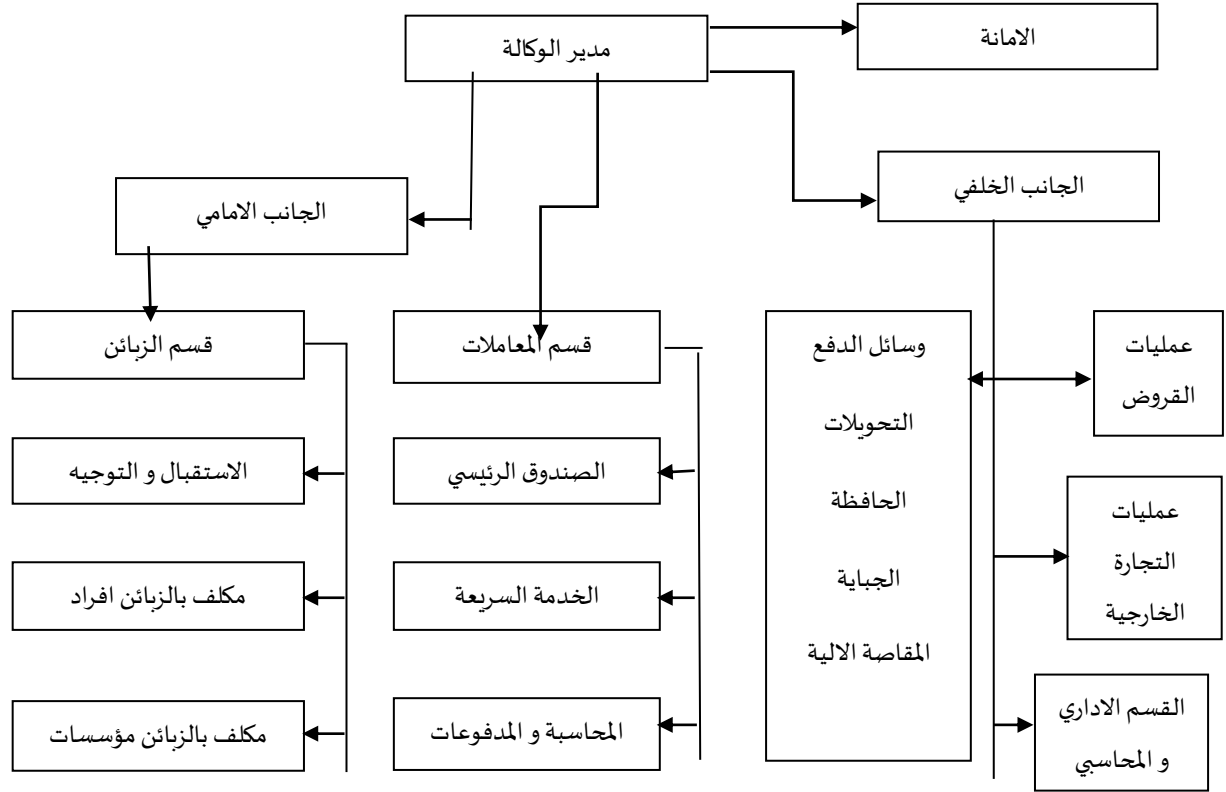 الامانة
مدير الوكالة
الجانب الخلفي
الجانب الامامي
عمليات
القروض
وسائل الدفع
التحويلات
الحافظة
الجباية
المقاصة الالية
قسم المعاملات
قسم الزبائن
الصندوق الرئيسي
الاستقبال و التوجيه
عمليات
التجارة
الخارجية
الخدمة السريعة
مكلف بالزبائن افراد
القسم الاداري
و المحاسبي
المحاسبة و المدفوعات
مكلف بالزبائن مؤسسات